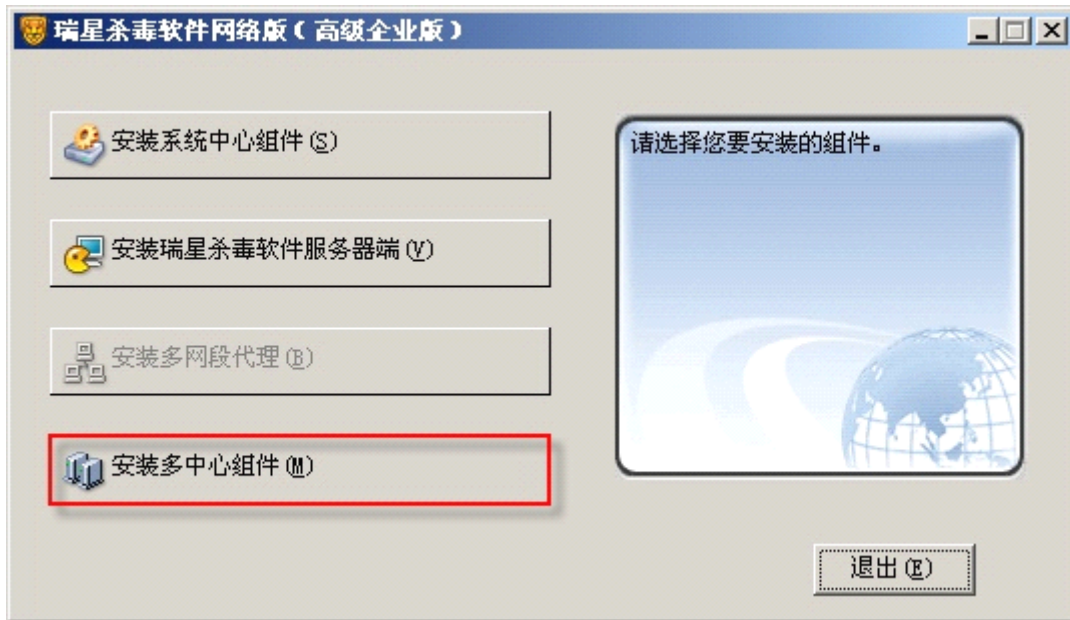 瑞星杀毒软件网络版(高级企业版)
安装系统中心组件(S)
请选择您要安装的组件。
安装瑞星杀毒软件服务器端(V)
安装多网段代理(B)
安装多中心组件(M)
退出(E)